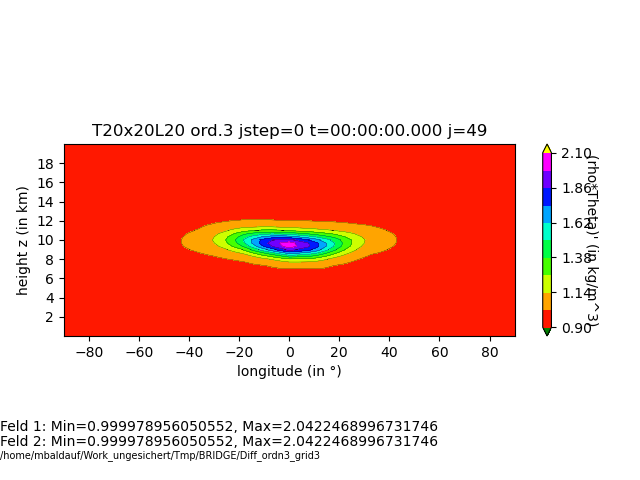 T20x20L20 ord.3 jstep=0 t=00:00:00.000 j=49
height z (in km)
18
16
14
12
10
8
6
4
2
−80 −60 −40 −20 0 20 40 60 80
longitude (in °)
2.10
1.86
1.62
1.38
1.14
0.90
(rho*Theta)' (in kg/m^3)
Feld 1: Min=0.999978956050552, Max=2.0422468996731746
Feld 2: Min=0.999978956050552, Max=2.0422468996731746
/home/mbaldauf/Work_ungesichert/Tmp/BRIDGE/Diff_ordn3_grid3